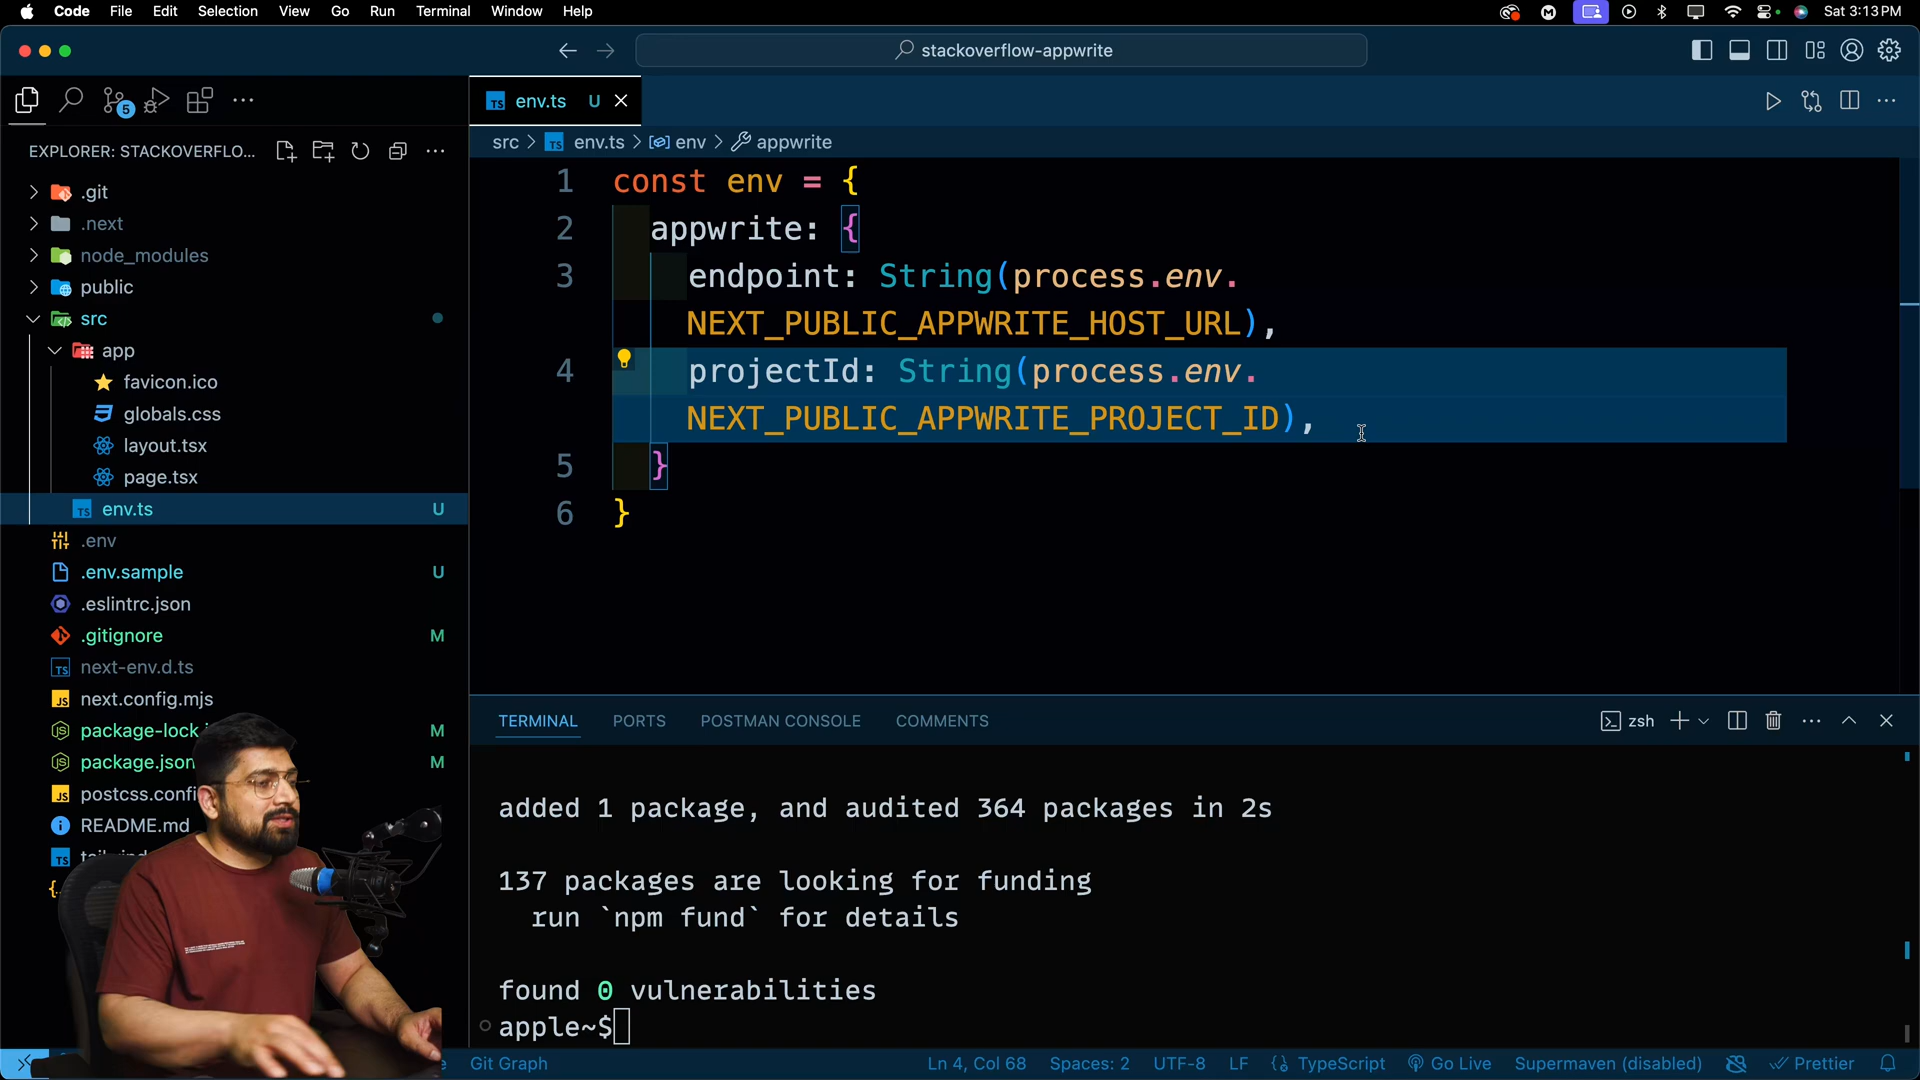 Code File Edit Selection View Go Run Terminal Window Help
Sat 3:13 PM
stackoverflow-appwrite
5
env.ts U
EXPLORER: STACKOVERFLO...
src > env.ts > env > appwrite
.git
.next
node_modules
public
src
app
favicon.ico
globals.css
layout.tsx
page.tsx
env.ts U
.env
.env.sample U
.eslintrc.json
.gitignore M
next-env.d.ts
next.config.mjs
package-lock. M
package.json M
postcss.confi
README.md
1 const env = {
2 appwrite: {
3 endpoint: String(process.env.
NEXT_PUBLIC_APPWRITE_HOST_URL),
4 projectId: String(process.env.
NEXT_PUBLIC_APPWRITE_PROJECT_ID),
5 }
6 }
TERMINAL PORTS POSTMAN CONSOLE COMMENTS
zsh
added 1 package, and audited 364 packages in 2s
137 packages are looking for funding
run `npm fund` for details
found 0 vulnerabilities
apple~$
Git Graph
Ln 4, Col 68 Spaces: 2 UTF-8 LF {} TypeScript Go Live Supermaven (disabled) Prettier